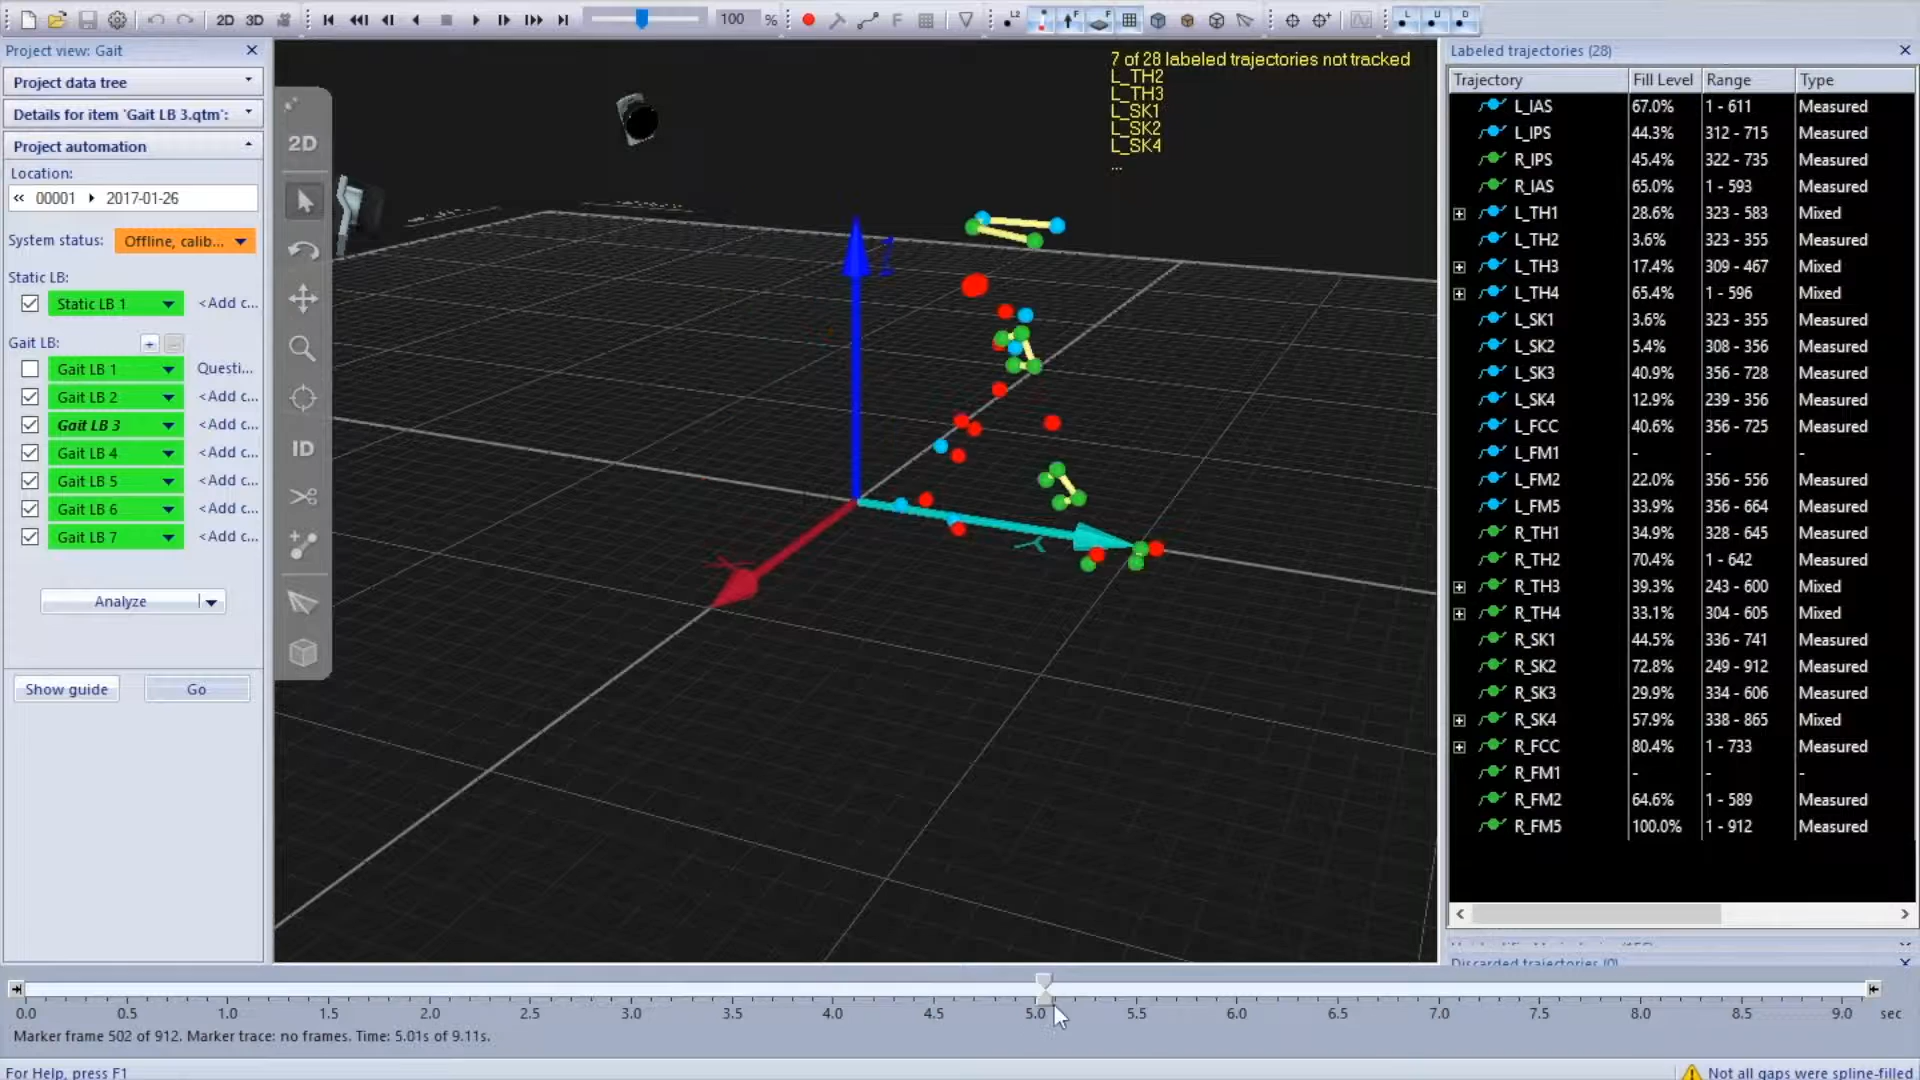 2D 3D 100 % F L2 F F L U D
Project view: Gait
Project data tree
Details for item 'Gait LB 3.qtm':
Project automation
Location:
« 00001 2017-01-26
System status: Offline, calib...
Static LB:
Static LB 1 <Add c...
Gait LB: +
Gait LB 1 Questi...
Gait LB 2 <Add c...
Gait LB 3 <Add c...
Gait LB 4 <Add c...
Gait LB 5 <Add c...
Gait LB 6 <Add c...
Gait LB 7 <Add c...
Analyze
Show guide Go
2D
ID
7 of 28 labeled trajectories not tracked
L_TH2
L_TH3
L_SK1
L_SK2
L_SK4
...
Labeled trajectories (28)
Trajectory Fill Level Range Type
L_IAS 67.0% 1 - 611 Measured
L_IPS 44.3% 312 - 715 Measured
R_IPS 45.4% 322 - 735 Measured
R_IAS 65.0% 1 - 593 Measured
L_TH1 28.6% 323 - 583 Mixed
L_TH2 3.6% 323 - 355 Measured
L_TH3 17.4% 309 - 467 Mixed
L_TH4 65.4% 1 - 596 Mixed
L_SK1 3.6% 323 - 355 Measured
L_SK2 5.4% 308 - 356 Measured
L_SK3 40.9% 356 - 728 Measured
L_SK4 12.9% 239 - 356 Measured
L_FCC 40.6% 356 - 725 Measured
L_FM1 - - -
L_FM2 22.0% 356 - 556 Measured
L_FM5 33.9% 356 - 664 Measured
R_TH1 34.9% 328 - 645 Measured
R_TH2 70.4% 1 - 642 Measured
R_TH3 39.3% 243 - 600 Mixed
R_TH4 33.1% 304 - 605 Mixed
R_SK1 44.5% 336 - 741 Measured
R_SK2 72.8% 249 - 912 Measured
R_SK3 29.9% 334 - 606 Measured
R_SK4 57.9% 338 - 865 Mixed
R_FCC 80.4% 1 - 733 Measured
R_FM1 - - -
R_FM2 64.6% 1 - 589 Measured
R_FM5 100.0% 1 - 912 Measured
Discarded trajectories (0)
0.0 0.5 1.0 1.5 2.0 2.5 3.0 3.5 4.0 4.5 5.0 5.5 6.0 6.5 7.0 7.5 8.0 8.5 9.0 sec
Marker frame 502 of 912. Marker trace: no frames. Time: 5.01s of 9.11s.
For Help, press F1 Not all gaps were spline-filled